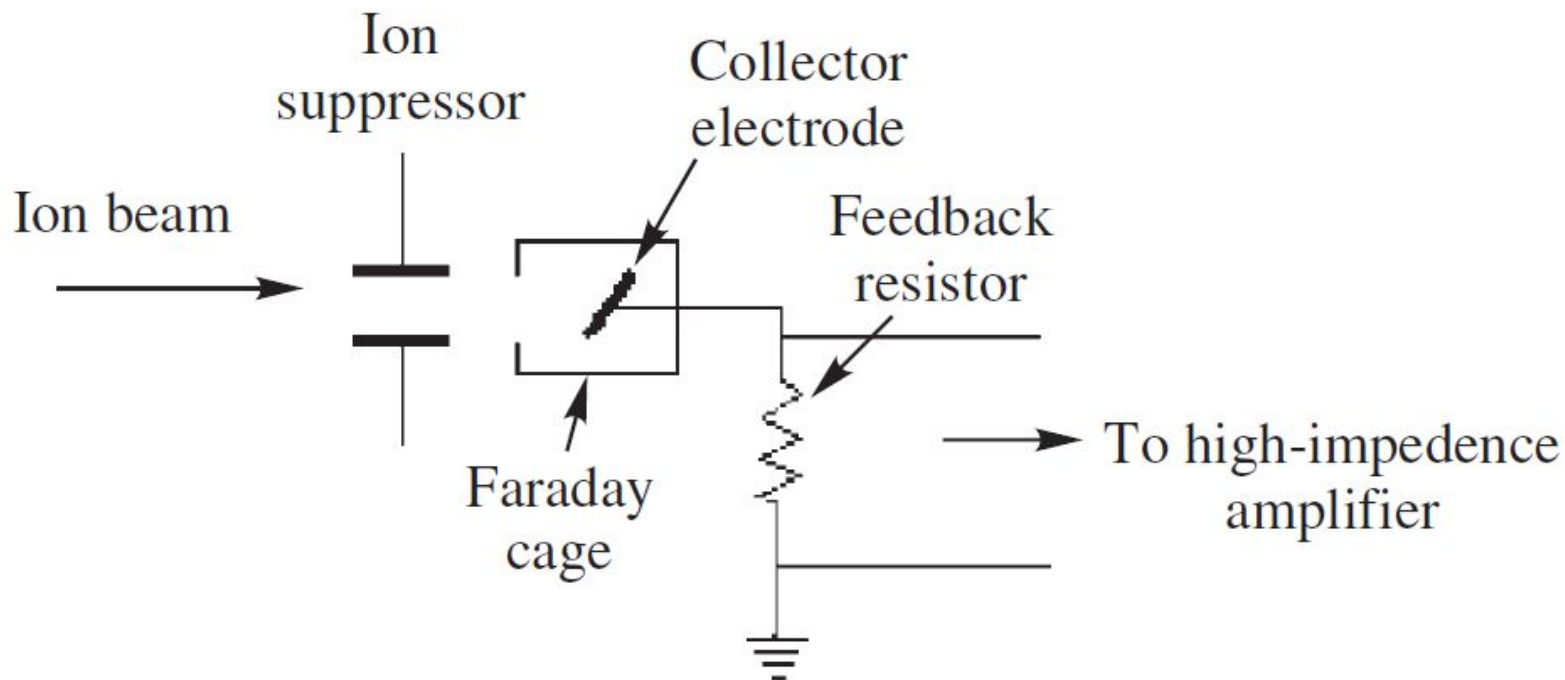 Ion
suppressor
Collector
electrode
Ion beam
Feedback
resistor
Faraday
cage
To high-impedence
amplifier